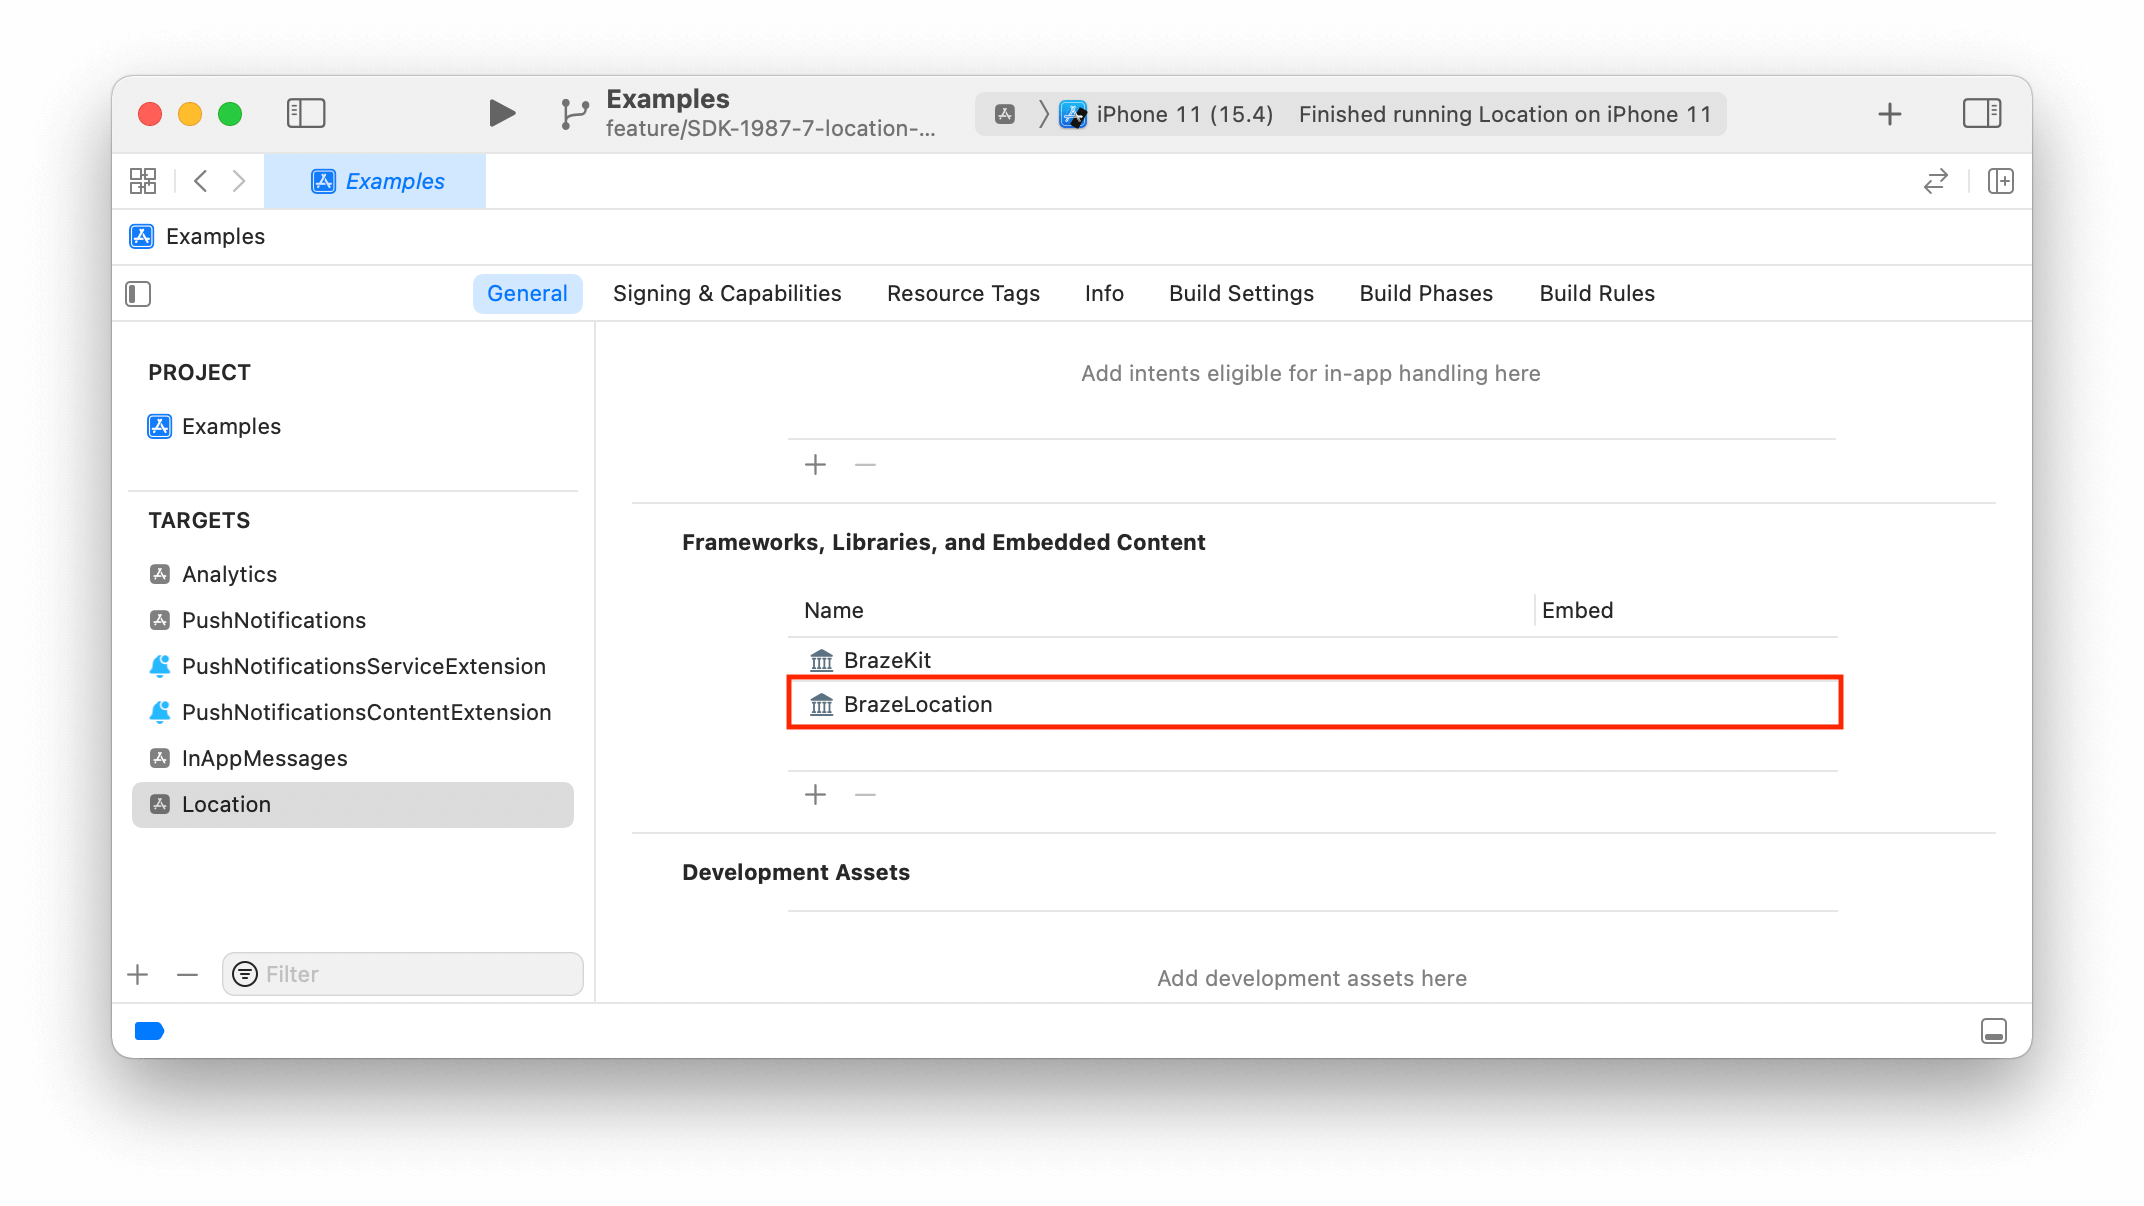 Examples
feature/SDK-1987-7-location-...
iPhone 11 (15.4) Finished running Location on iPhone 11
Examples
Examples
General Signing & Capabilities Resource Tags Info Build Settings Build Phases Build Rules
PROJECT
Examples
TARGETS
Analytics
PushNotifications
PushNotificationsServiceExtension
PushNotificationsContentExtension
InAppMessages
Location
Filter
Add intents eligible for in-app handling here
Frameworks, Libraries, and Embedded Content
Name Embed
BrazeKit
BrazeLocation
Development Assets
Add development assets here